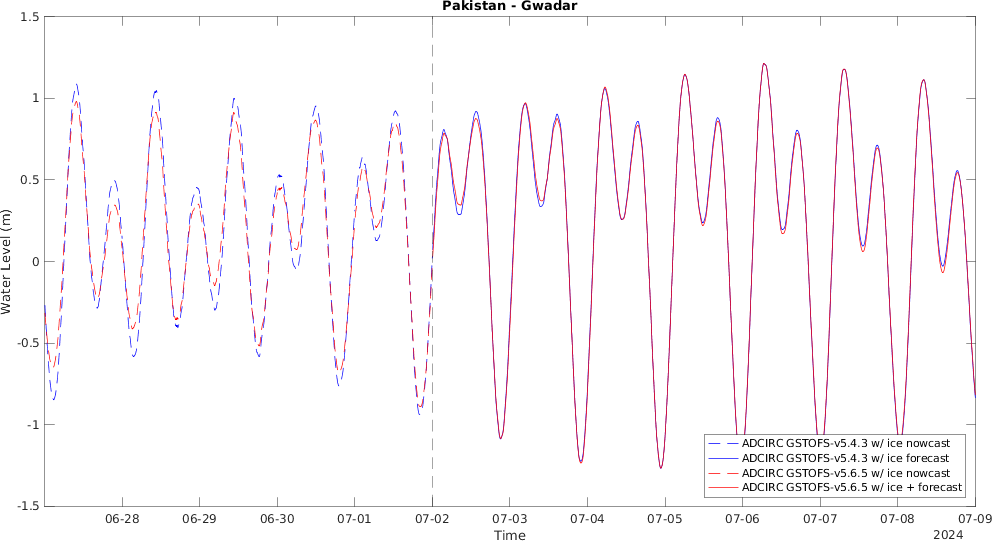 Pakistan - Gwadar
1.5
1
0.5
0
-0.5
-1
-1.5
Water Level (m)
ADCIRC GSTOFS-v5.4.3 w/ ice nowcast
ADCIRC GSTOFS-v5.4.3 w/ ice forecast
ADCIRC GSTOFS-v5.6.5 w/ ice nowcast
ADCIRC GSTOFS-v5.6.5 w/ ice + forecast
06-28 06-29 06-30 07-01 07-02 07-03 07-04 07-05 07-06 07-07 07-08 07-09
Time
2024